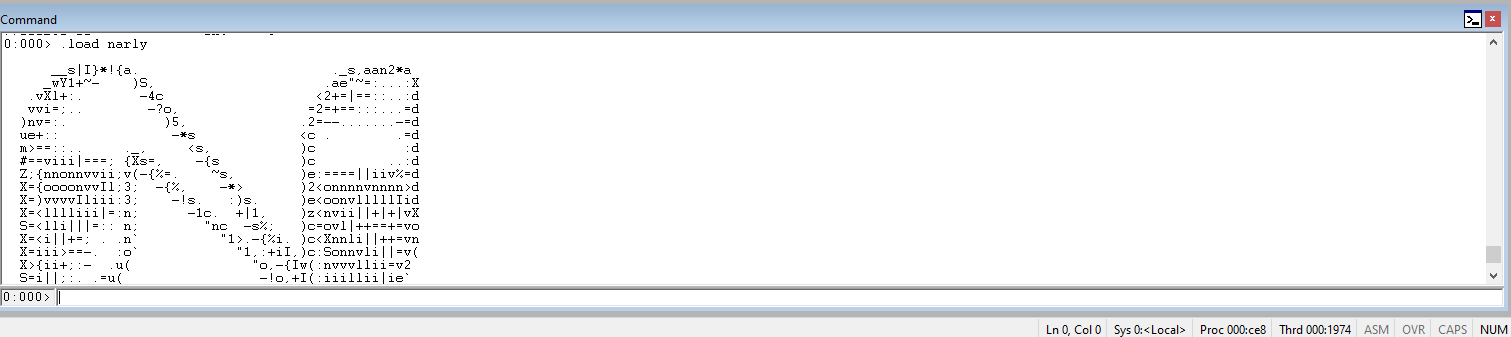 Command
0:000> .load narly
      __s|I}*!{a.                        ._s,aan2*a
     _wY1+~-    )S,                     .ae"~=:...:X
   .vXl+:.       -4c                   <2+=|==::..:d
   vvi=;..        -?o,                =2=+==:::...=d
  )nv=:.            )5,              .2=--.......-=d
  ue+::              -*s             <c .        .=d
  m>==::..     ._,     <s,           )c          :d
  #==viii|===; {Xs=,    -{s          )c         ..:d
  Z;{nnonnvvii;v(-{%=.    ~s,        )e:====||iiv%=d
  X={oooonvvIl;3;  -{%,    -*>       )2<onnnnvnnnn>d
  X=)vvvvIliii:3;    -!s.   :)s.     )e<oonvlllllIid
  X=<lllliii|=:n;      -1c.  +|1,    )z<nvii||+|+|vX
  S=<lli|||=:: n;        "nc  -s%;   )c=ovl|++==+=vo
  X=<i||+=; . .n`          "1>.-{%i. )c<Xnnli||++=vn
  X=iii>==-.  :o`            "1,:+iI,)c:Sonnvli||=v(
  X>{ii+;:-  .u(               "o,-{Iw(:nvvvllii=v2
  S=i||;:. .=u(                 -!o,+I(:iiillii|ie`
0:000>
Ln 0, Col 0 Sys 0:<Local> Proc 000:ce8 Thrd 000:1974 ASM OVR CAPS NUM